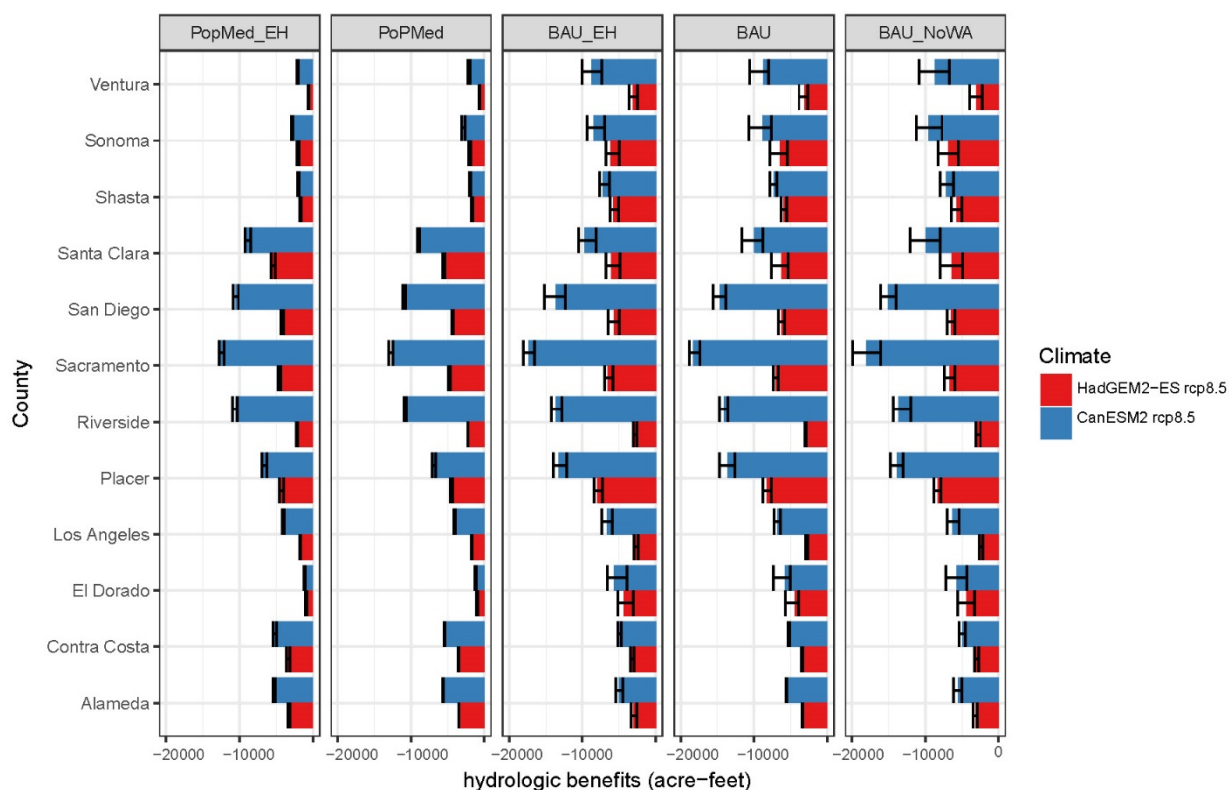 PopMed_EH PoPMed BAU_EH BAU BAU_NoWA
Ventura
Sonoma
Shasta
Santa Clara
San Diego
Sacramento
Riverside
Placer
Los Angeles
El Dorado
Contra Costa
Alameda
County
Climate
HadGEM2−ES rcp8.5
CanESM2 rcp8.5
−20000 −10000 −20000 −10000 −20000 −10000 −20000 −10000 −20000 −10000 0
hydrologic benefits (acre−feet)